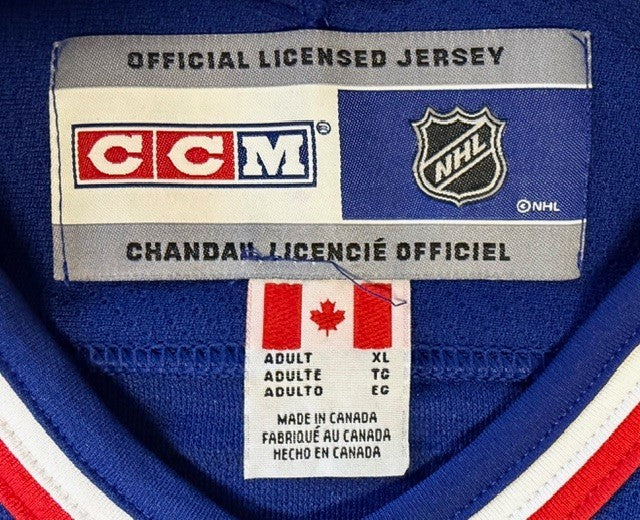 OFFICIAL LICENSED JERSEY
CCM®
NHL
©NHL
CHANDAIL LICENCIÉ OFFICIEL
ADULT XL
ADULTE TG
ADULTO EG
MADE IN CANADA
FABRIQUÉ AU CANADA
HECHO EN CANADA